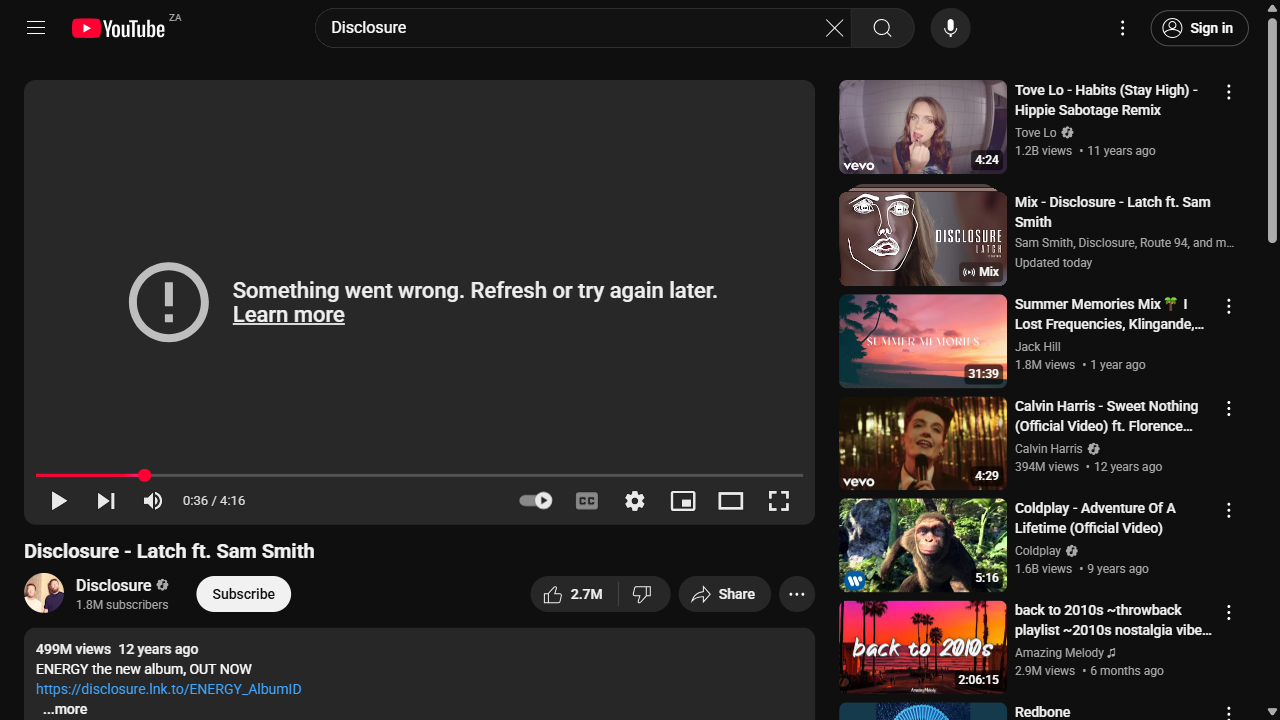 YouTube ZA
Disclosure
Sign in
Something went wrong. Refresh or try again later.
Learn more
0:36 / 4:16
CC
Disclosure - Latch ft. Sam Smith
Disclosure
1.8M subscribers
Subscribe
2.7M
Share
499M views 12 years ago
ENERGY the new album. OUT NOW
https://disclosure.lnk.to/ENERGY_AlbumID
...more
vevo
4:24
Tove Lo - Habits (Stay High) -
Hippie Sabotage Remix
Tove Lo
1.2B views • 11 years ago
DISCLOSURE
LATCH
Mix
Mix - Disclosure - Latch ft. Sam
Smith
Sam Smith, Disclosure, Route 94, and m...
Updated today
SUMMER MEMORIES
31:39
Summer Memories Mix🌴 I
Lost Frequencies, Klingande,...
Jack Hill
1.8M views • 1 year ago
vevo
4:29
Calvin Harris - Sweet Nothing
(Official Video) ft. Florence...
Calvin Harris
394M views • 12 years ago
W
5:16
Coldplay - Adventure Of A
Lifetime (Official Video)
Coldplay
1.6B views • 9 years ago
back to 2010s
Amazing Melody
2:06:15
back to 2010s ~throwback
playlist ~2010s nostalgia vibe...
Amazing Melody ♫
2.9M views • 6 months ago
Redbone